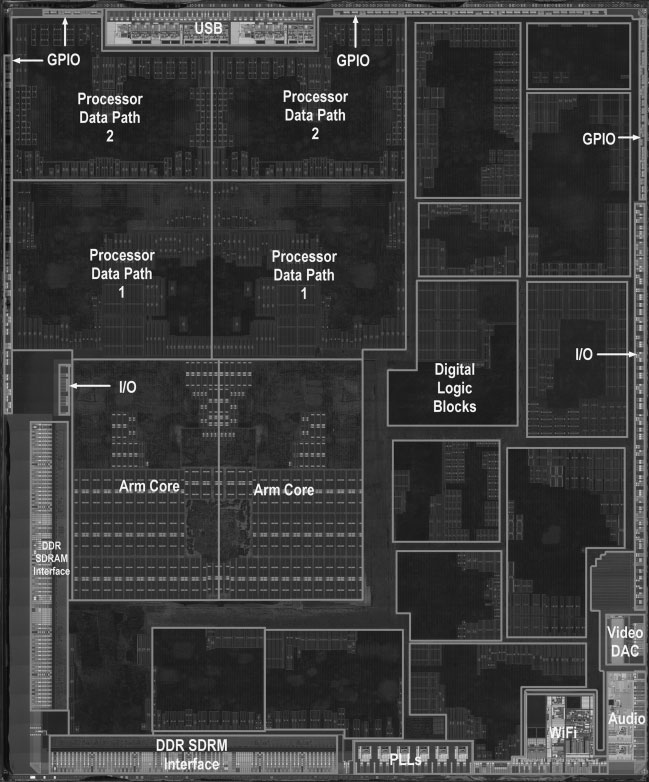 USB
GPIO
GPIO
Processor
Data Path
2
Processor
Data Path
2
GPIO
Processor
Data Path
1
Processor
Data Path
1
I/O
I/O
Digital
Logic
Blocks
Arm Core
Arm Core
DDR
SDRAM
Interface
Video
DAC
Audio
WiFi
DDR SDRM
Interface
PLLs